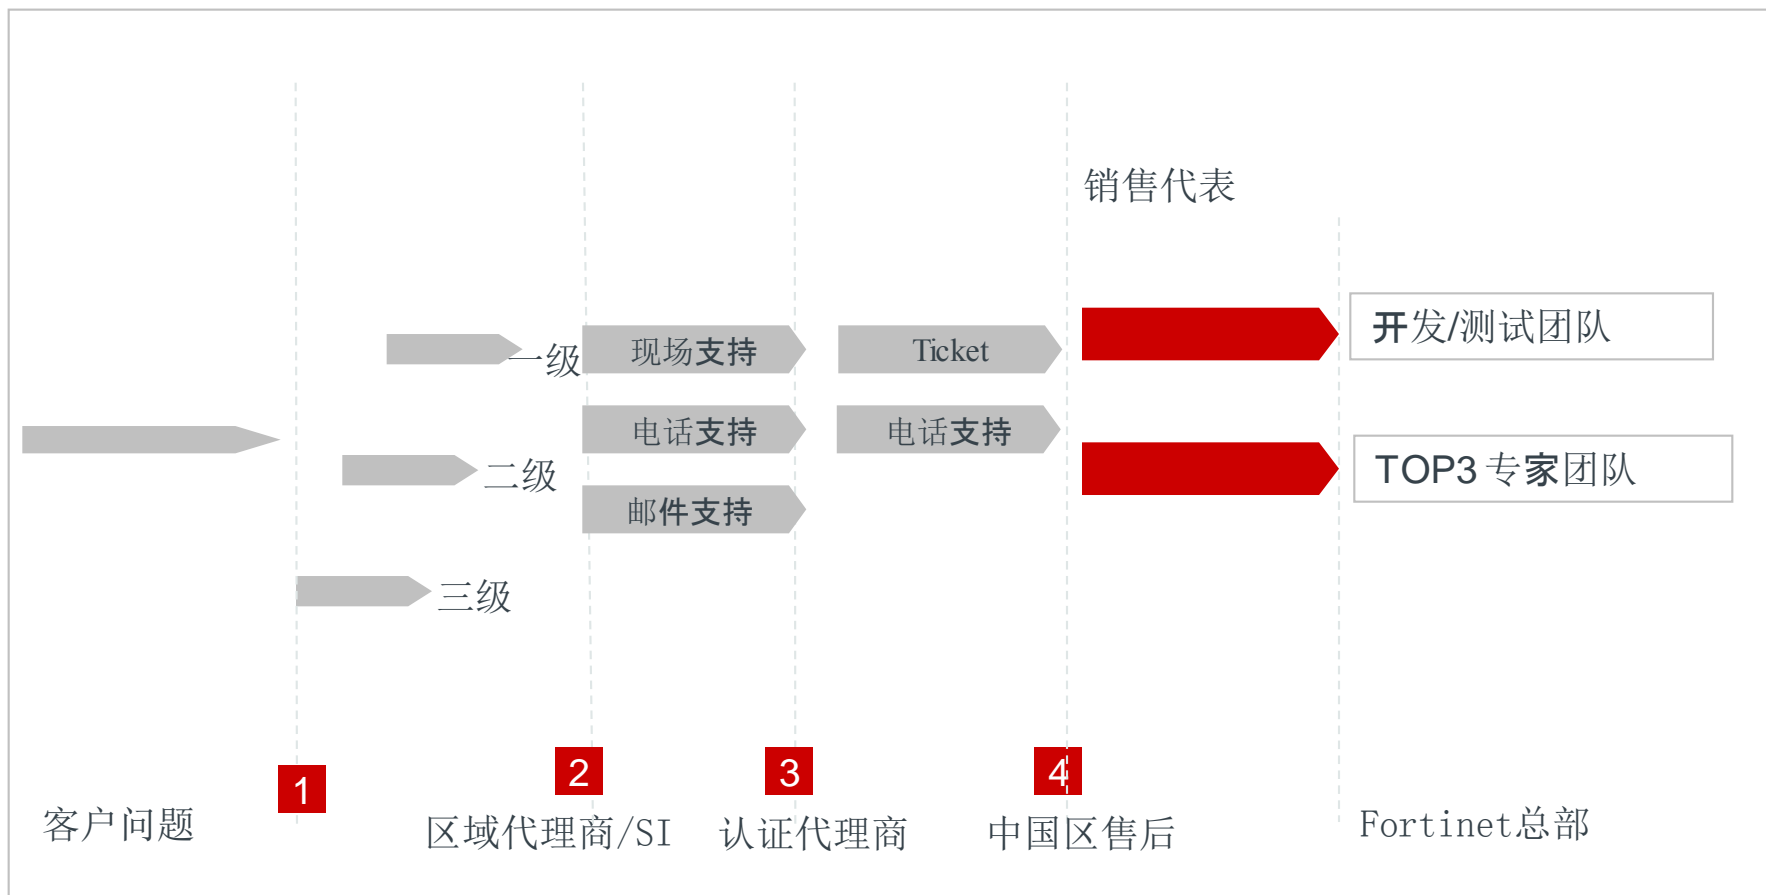 销售代表
开发/测试团队
一级
现场支持
Ticket
电话支持
电话支持
TOP3 专家团队
二级
邮件支持
三级
1
2
3
4
客户问题
区域代理商/SI
认证代理商
中国区售后
Fortinet总部